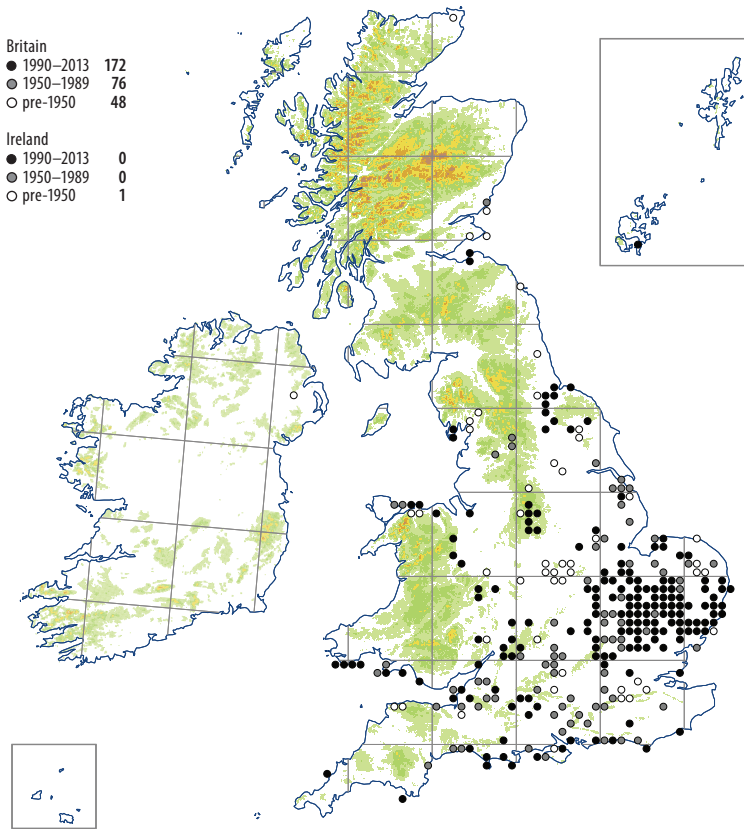 Britain
● 1990–2013 172
● 1950–1989 76
○ pre-1950 48
Ireland
● 1990–2013 0
● 1950–1989 0
○ pre-1950 1